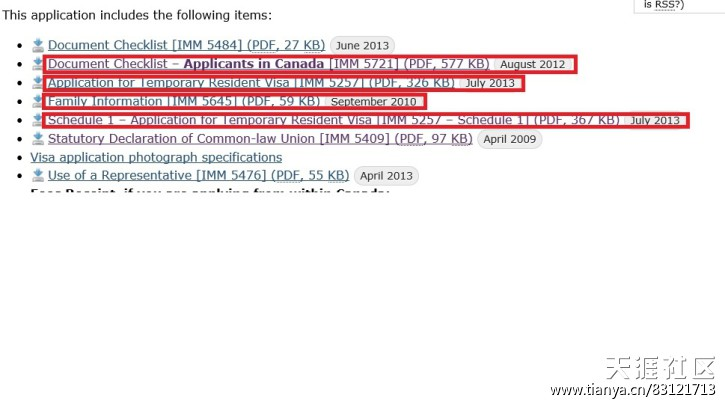 is RSS?)
This application includes the following items:
Document Checklist [IMM 5484] (PDF, 27 KB) June 2013
Document Checklist – Applicants in Canada [IMM 5721] (PDF, 577 KB) August 2012
Application for Temporary Resident Visa [IMM 5257] (PDF, 326 KB) July 2013
Family Information [IMM 5645] (PDF, 59 KB) September 2010
Schedule 1 – Application for Temporary Resident Visa [IMM 5257 – Schedule 1] (PDF, 367 KB) July 2013
Statutory Declaration of Common-law Union [IMM 5409] (PDF, 97 KB) April 2009
Visa application photograph specifications
Use of a Representative [IMM 5476] (PDF, 55 KB) April 2013
Fees Receipt, if you are applying from within Canada:
天涯社区
www.tianya.cn/83121713